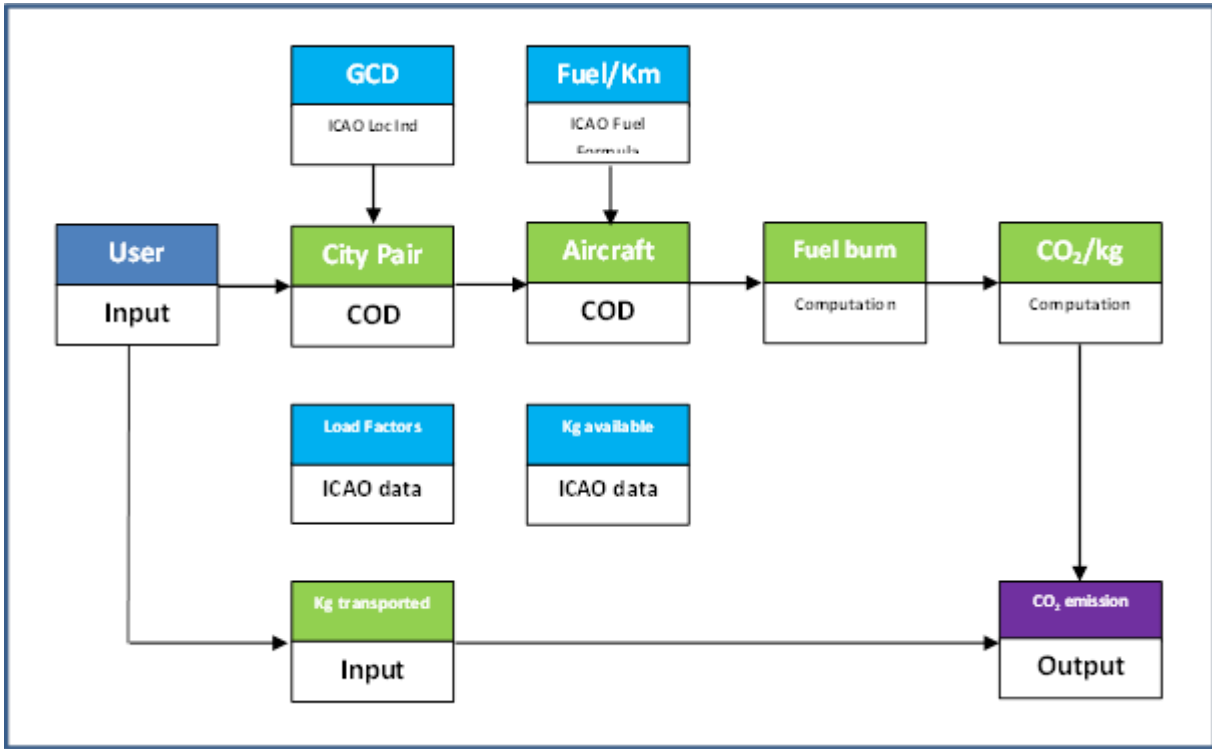 GCD
ICAO Loc Ind
Fuel/Km
ICAO Fuel
Formula
User
Input
City Pair
COD
Aircraft
COD
Fuel burn
Computation
CO₂/kg
Computation
Load Factors
ICAO data
Kg available
ICAO data
Kg transported
Input
CO₂ emission
Output